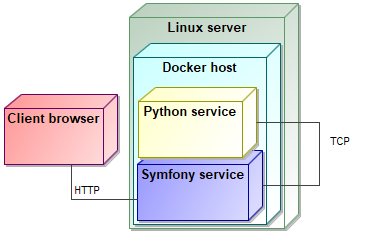 Linux server
Docker host
Python service
Client browser
TCP
Symfony service
HTTP